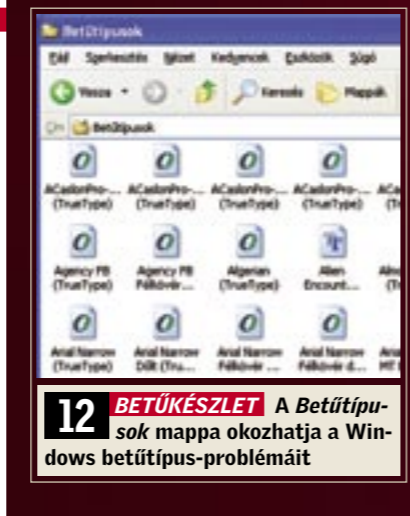 Betűtípusok
Fájl Szerkesztés Nézet Kedvencek Eszközök Súgó
Vissza Keresés Mappák
Betűtípusok
ACaslonPro-... ACaslonPro-... ACaslonPro-... ACaslonPro-...
(TrueType) (TrueType) (TrueType) (TrueType)
Agency FB Agency FB Algerian Alien
(TrueType) Félkövér ... (TrueType) Encount...
Arial Narrow Arial Narrow Arial Narrow Arial Narrow
(TrueType) Dőlt (Tru... Félkövér ... Félkövér d...
12 BETŰKÉSZLET A Betűtípu-
sok mappa okozhatja a Win-
dows betűtípus-problémáit